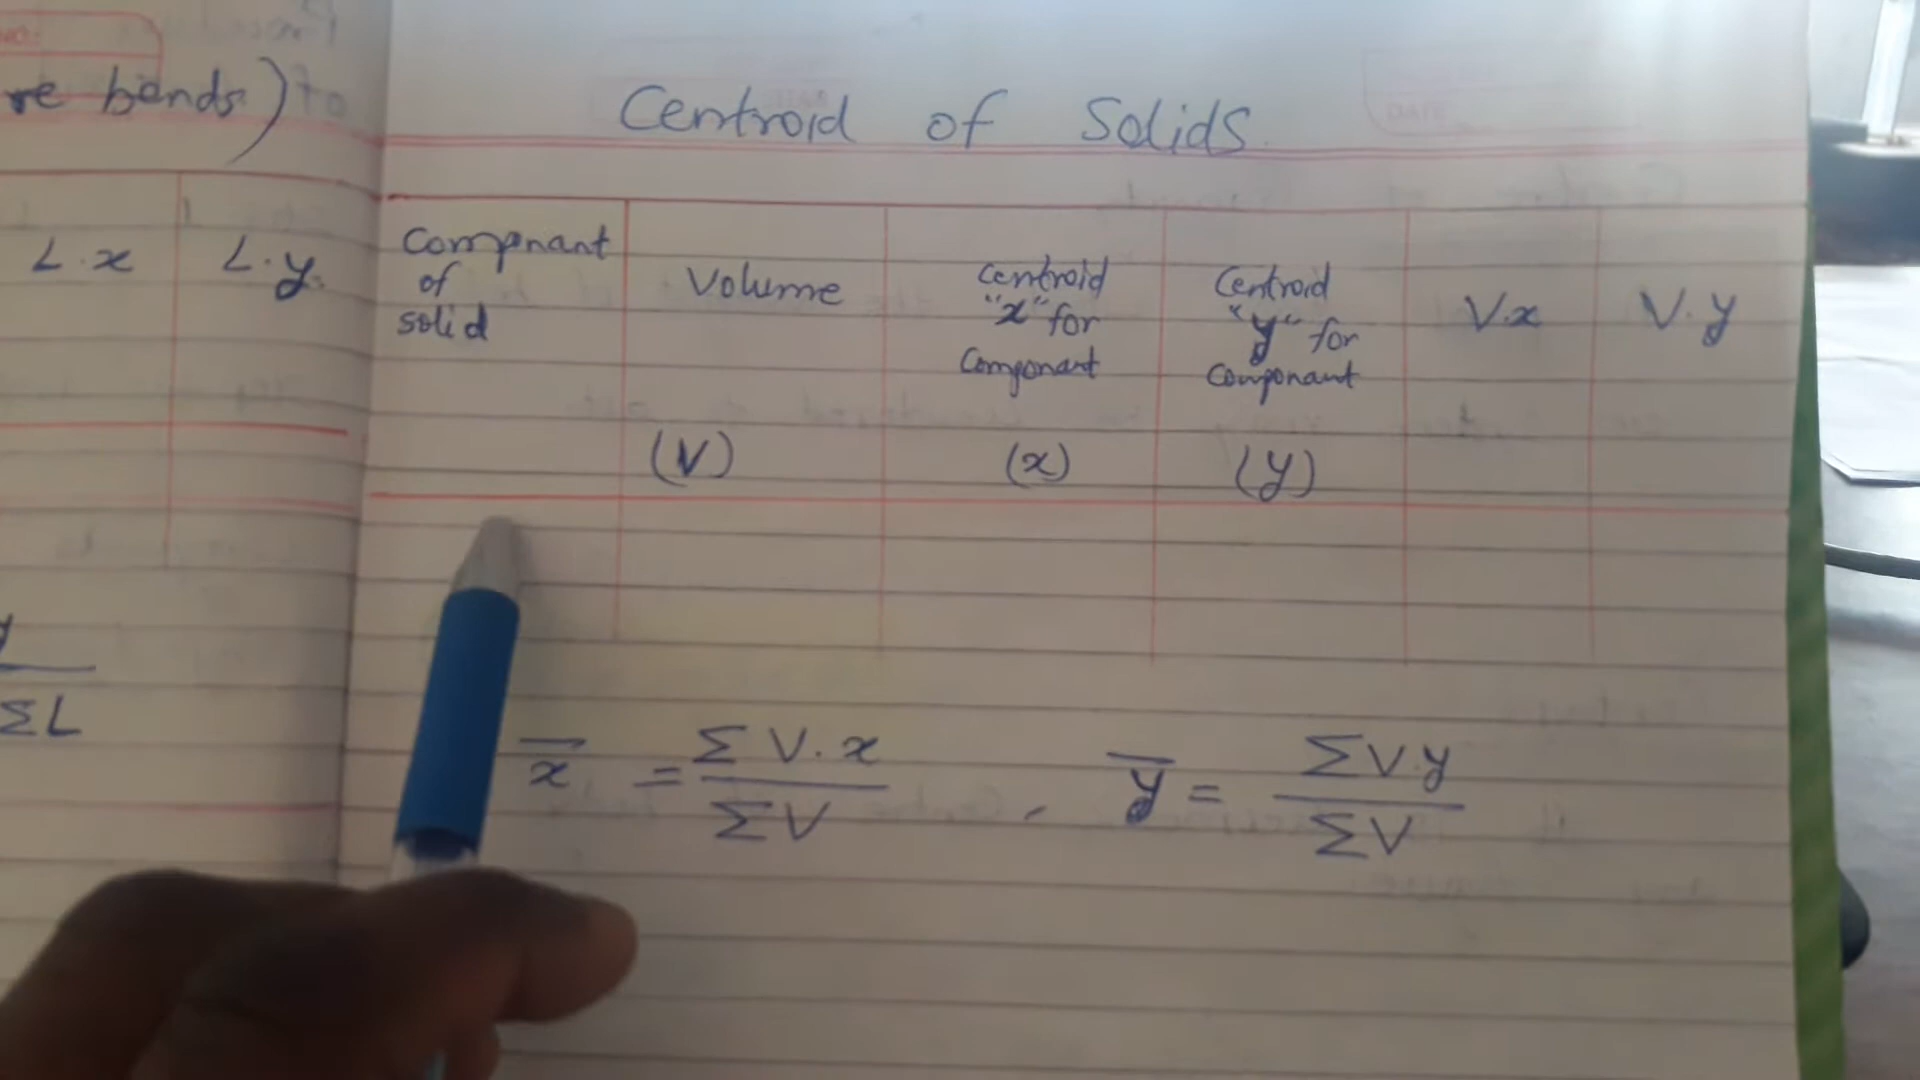 re bends)
L.x
L.y
ΣL
Centroid of Solids.
Componant
of
solid
Volume
(V)
Centroid
"x" for
Componant
(x)
Centroid
"y" for
Componant
(y)
V.x
V.y
x̄ = ΣV.x / ΣV , ȳ = ΣV.y / ΣV